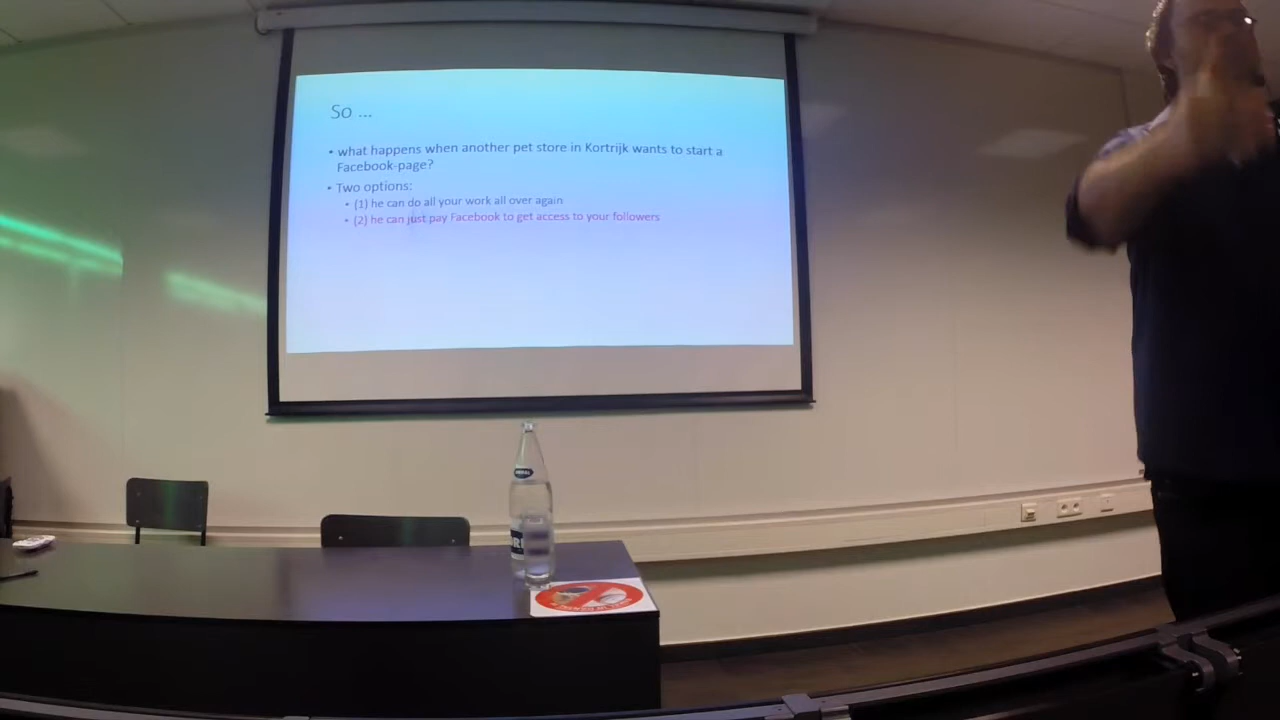 So ...
• what happens when another pet store in Kortrijk wants to start a
Facebook-page?
• Two options:
• (1) he can do all your work all over again
• (2) he can just pay Facebook to get access to your followers